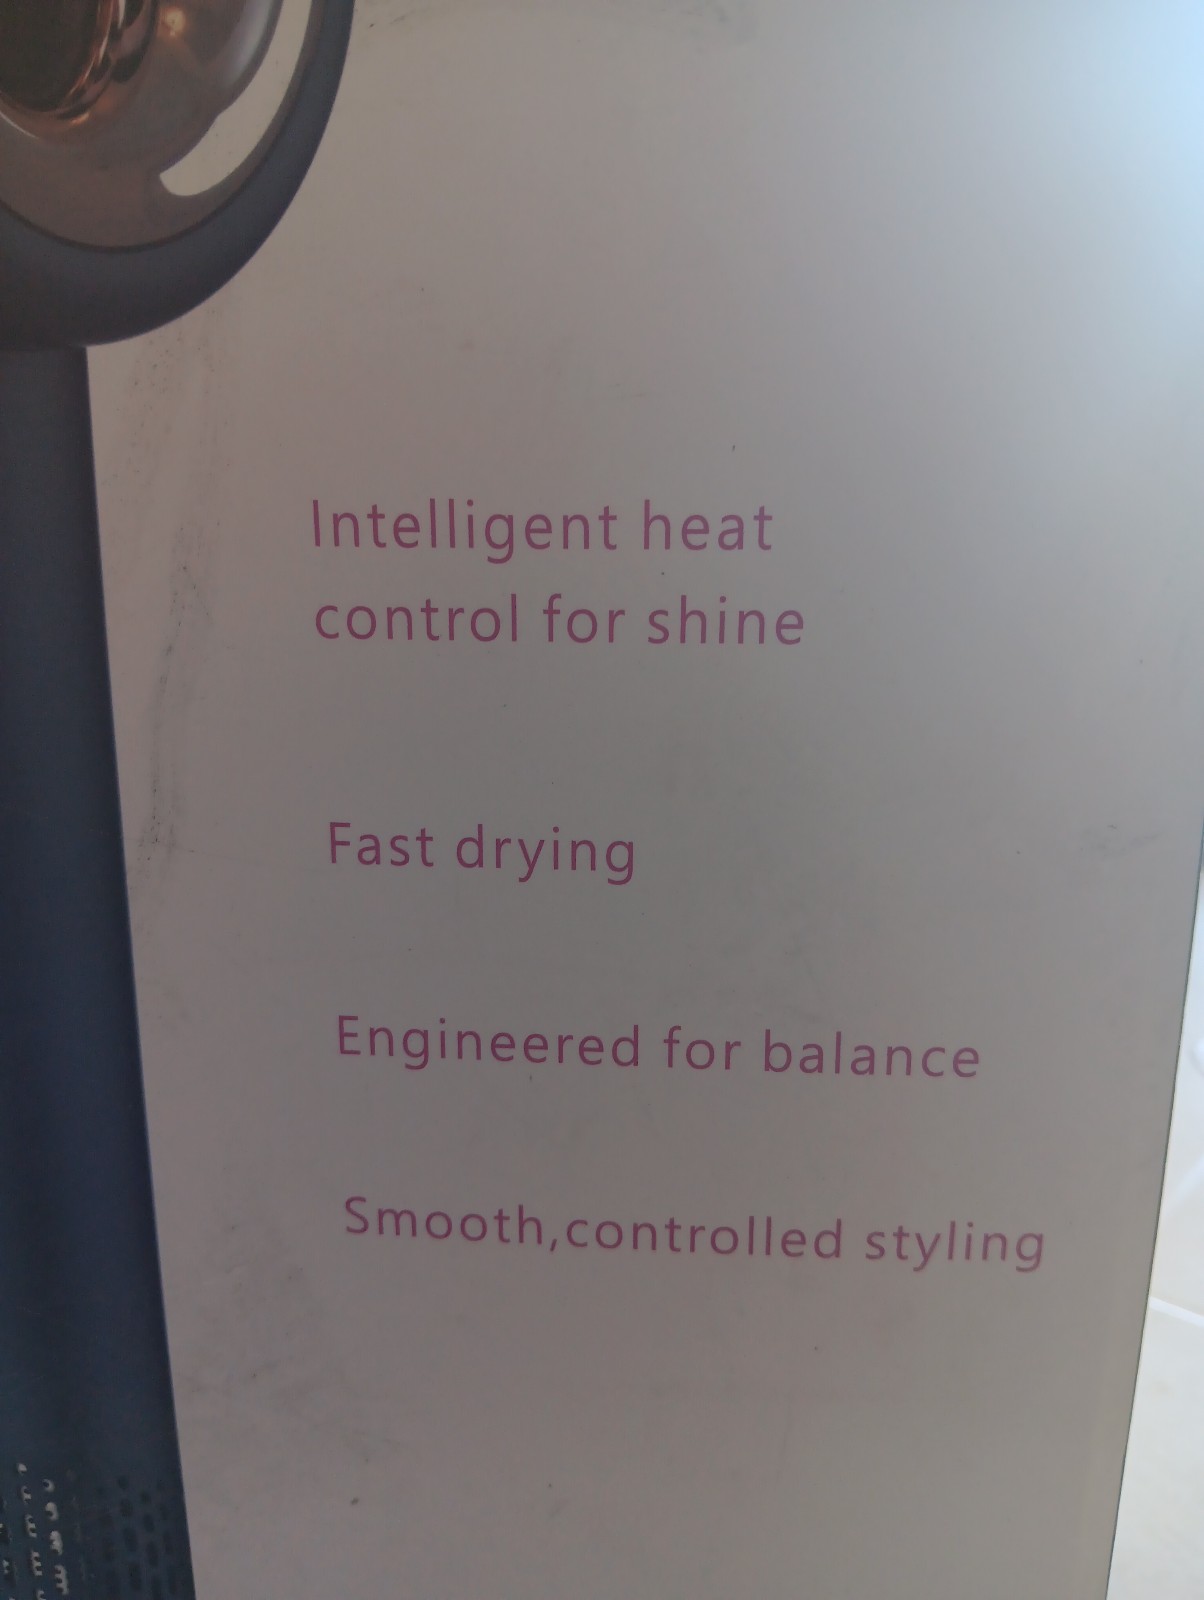 Intelligent heat
control for shine
Fast drying
Engineered for balance
Smooth,controlled styling